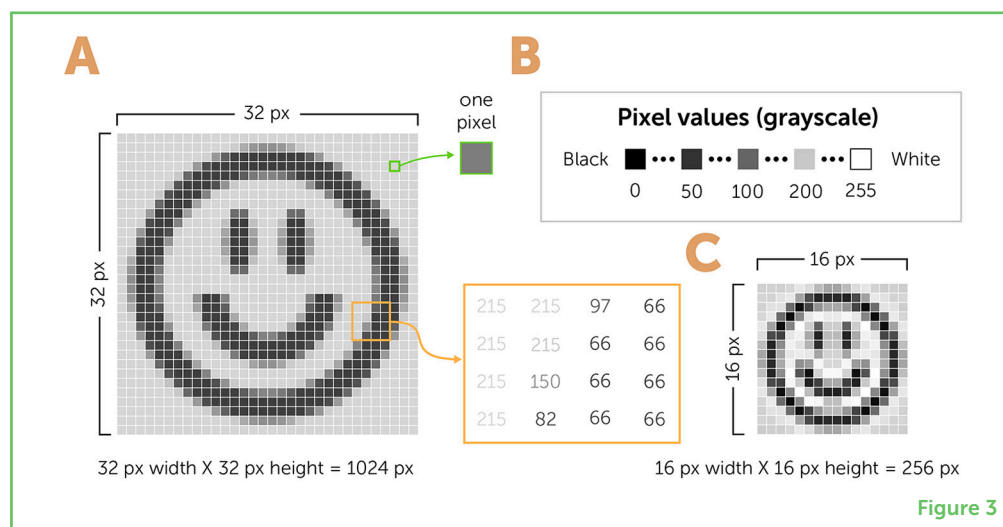 A
32 px
one
pixel
32 px
32 px width X 32 px height = 1024 px
B
Pixel values (grayscale)
Black White
0 50 100 200 255
215 215 97 66
215 215 66 66
215 150 66 66
215 82 66 66
C
16 px
16 px
16 px width X 16 px height = 256 px
Figure 3